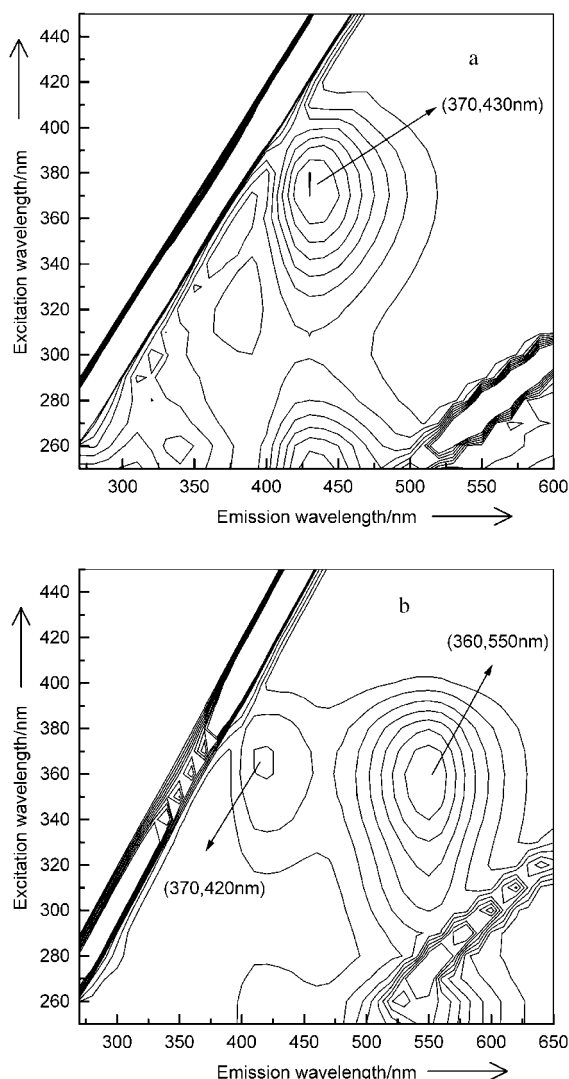 440
420
400
380
360
340
320
300
280
260
Excitation wavelength/nm
a
(370,430nm)
300 350 400 450 500 550 600
Emission wavelength/nm
440
420
400
380
360
340
320
300
280
260
Excitation wavelength/nm
b
(360,550nm)
(370,420nm)
300 350 400 450 500 550 600 650
Emission wavelength/nm